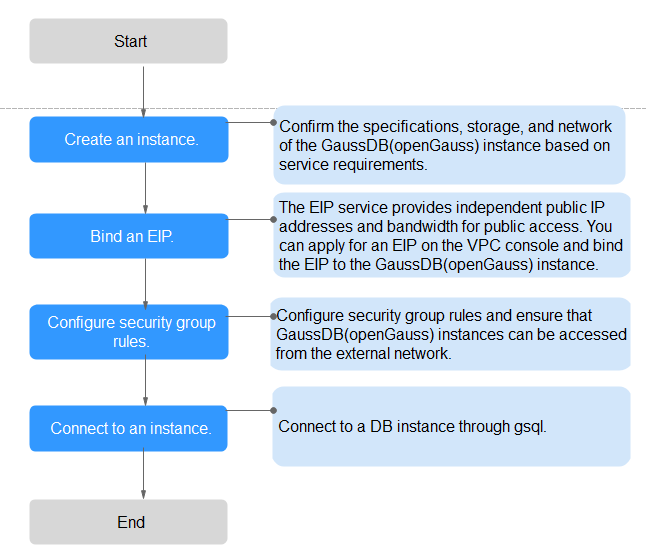 Start
Create an instance.
Confirm the specifications, storage, and network
of the GaussDB(openGauss) instance based on
service requirements.
Bind an EIP.
The EIP service provides independent public IP
addresses and bandwidth for public access. You
can apply for an EIP on the VPC console and bind
the EIP to the GaussDB(openGauss) instance.
Configure security group
rules.
Configure security group rules and ensure that
GaussDB(openGauss) instances can be accessed
from the external network.
Connect to an instance.
Connect to a DB instance through gsql.
End